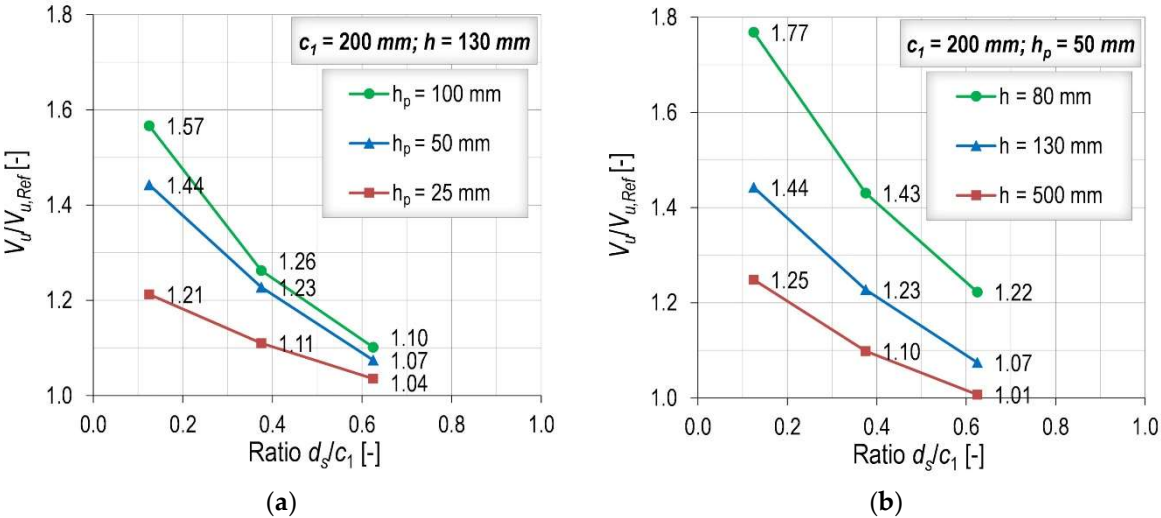 c₁ = 200 mm; h = 130 mm
hₚ = 100 mm
hₚ = 50 mm
hₚ = 25 mm
Vᵤ/Vᵤ,Ref [-]
1.8
1.6
1.4
1.2
1.0
1.57
1.44
1.26
1.23
1.21
1.11
1.10
1.07
1.04
0.0 0.2 0.4 0.6 0.8 1.0
Ratio dₛ/c₁ [-]
(a)
c₁ = 200 mm; hₚ = 50 mm
h = 80 mm
h = 130 mm
h = 500 mm
Vᵤ/Vᵤ,Ref [-]
1.8
1.6
1.4
1.2
1.0
1.77
1.44
1.43
1.25
1.23
1.22
1.10
1.07
1.01
0.0 0.2 0.4 0.6 0.8 1.0
Ratio dₛ/c₁ [-]
(b)